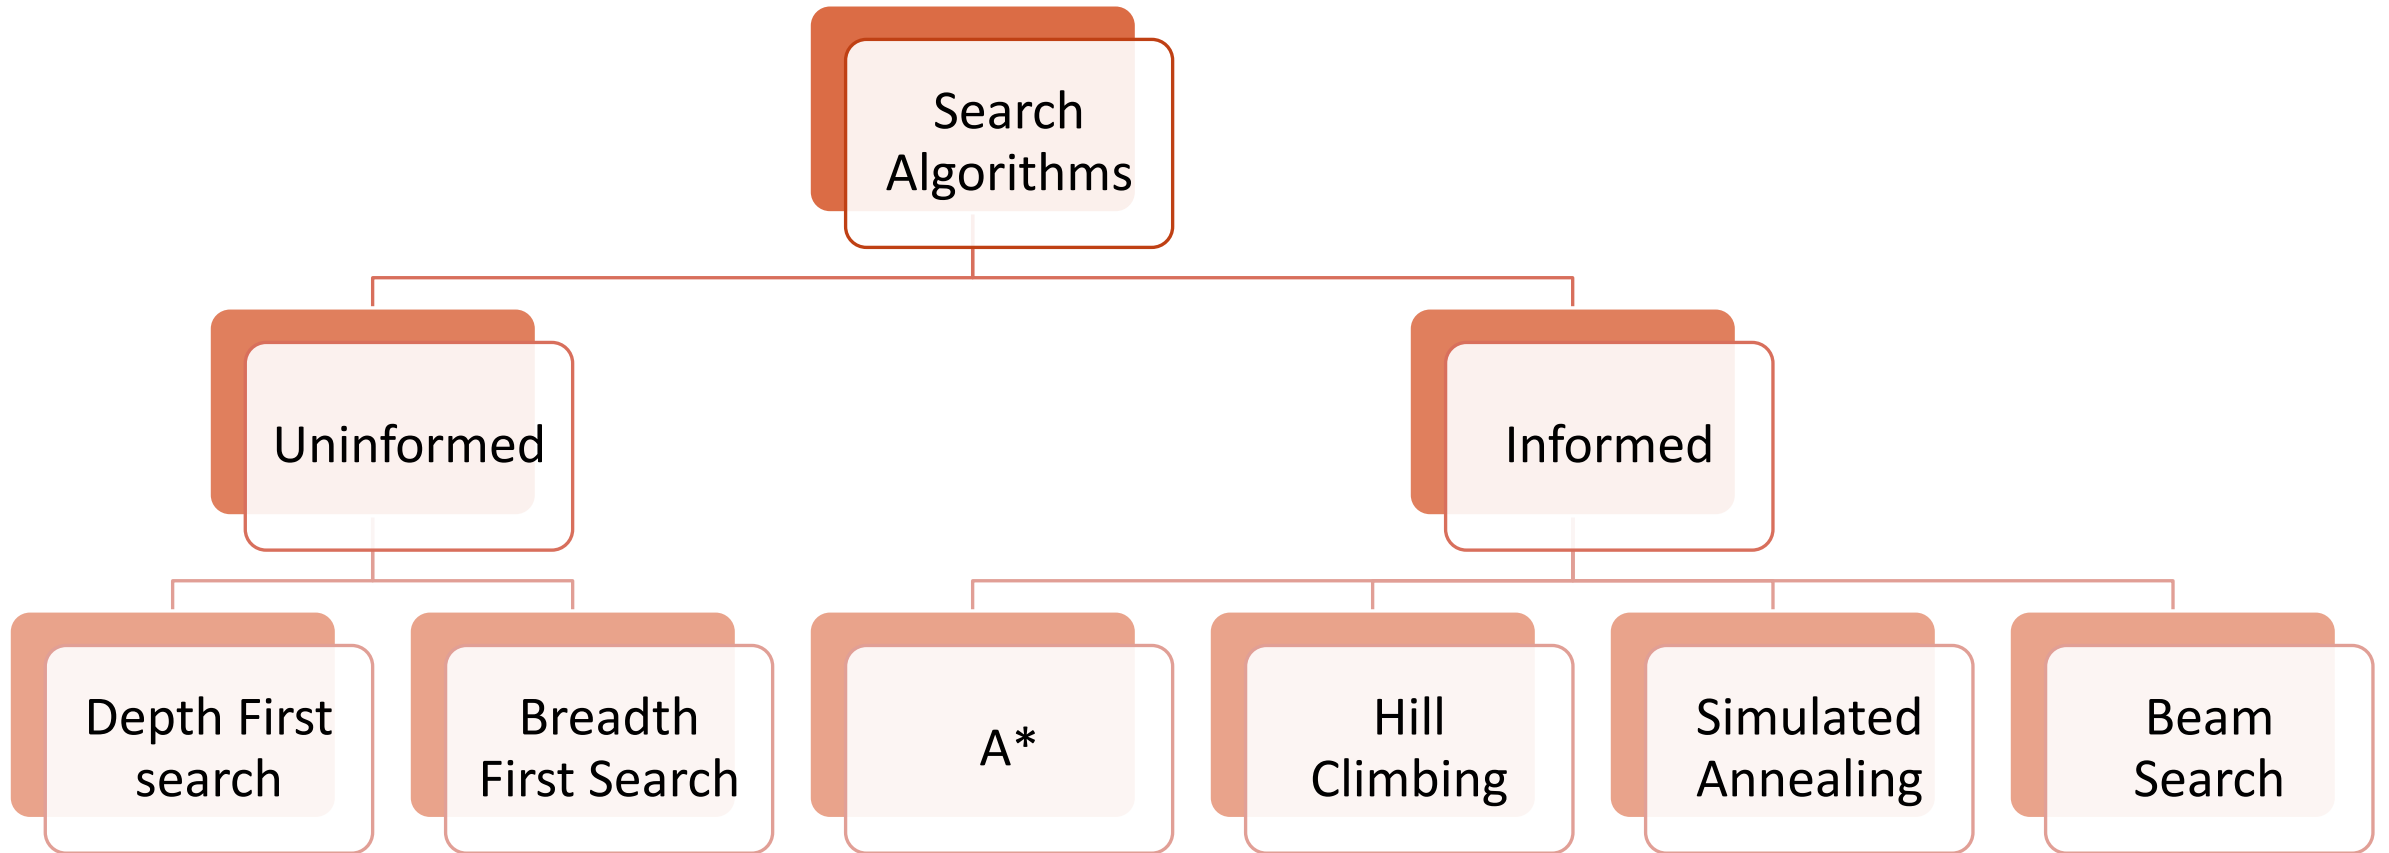 Search
Algorithms
Uninformed
Informed
Depth First
search
Breadth
First Search
A*
Hill
Climbing
Simulated
Annealing
Beam
Search